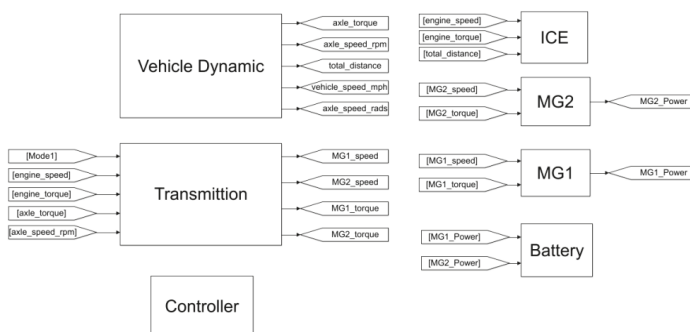 Vehicle Dynamic
axle_torque
axle_speed_rpm
total_distance
vehicle_speed_mph
axle_speed_rads
[engine_speed]
[engine_torque]
[total_distance]
ICE
[MG2_speed]
[MG2_torque]
MG2
MG2_Power
[Mode1]
[engine_speed]
[engine_torque]
[axle_torque]
[axle_speed_rpm]
Transmittion
MG1_speed
MG2_speed
MG1_torque
MG2_torque
[MG1_speed]
[MG1_torque]
MG1
MG1_Power
[MG1_Power]
[MG2_Power]
Battery
Controller